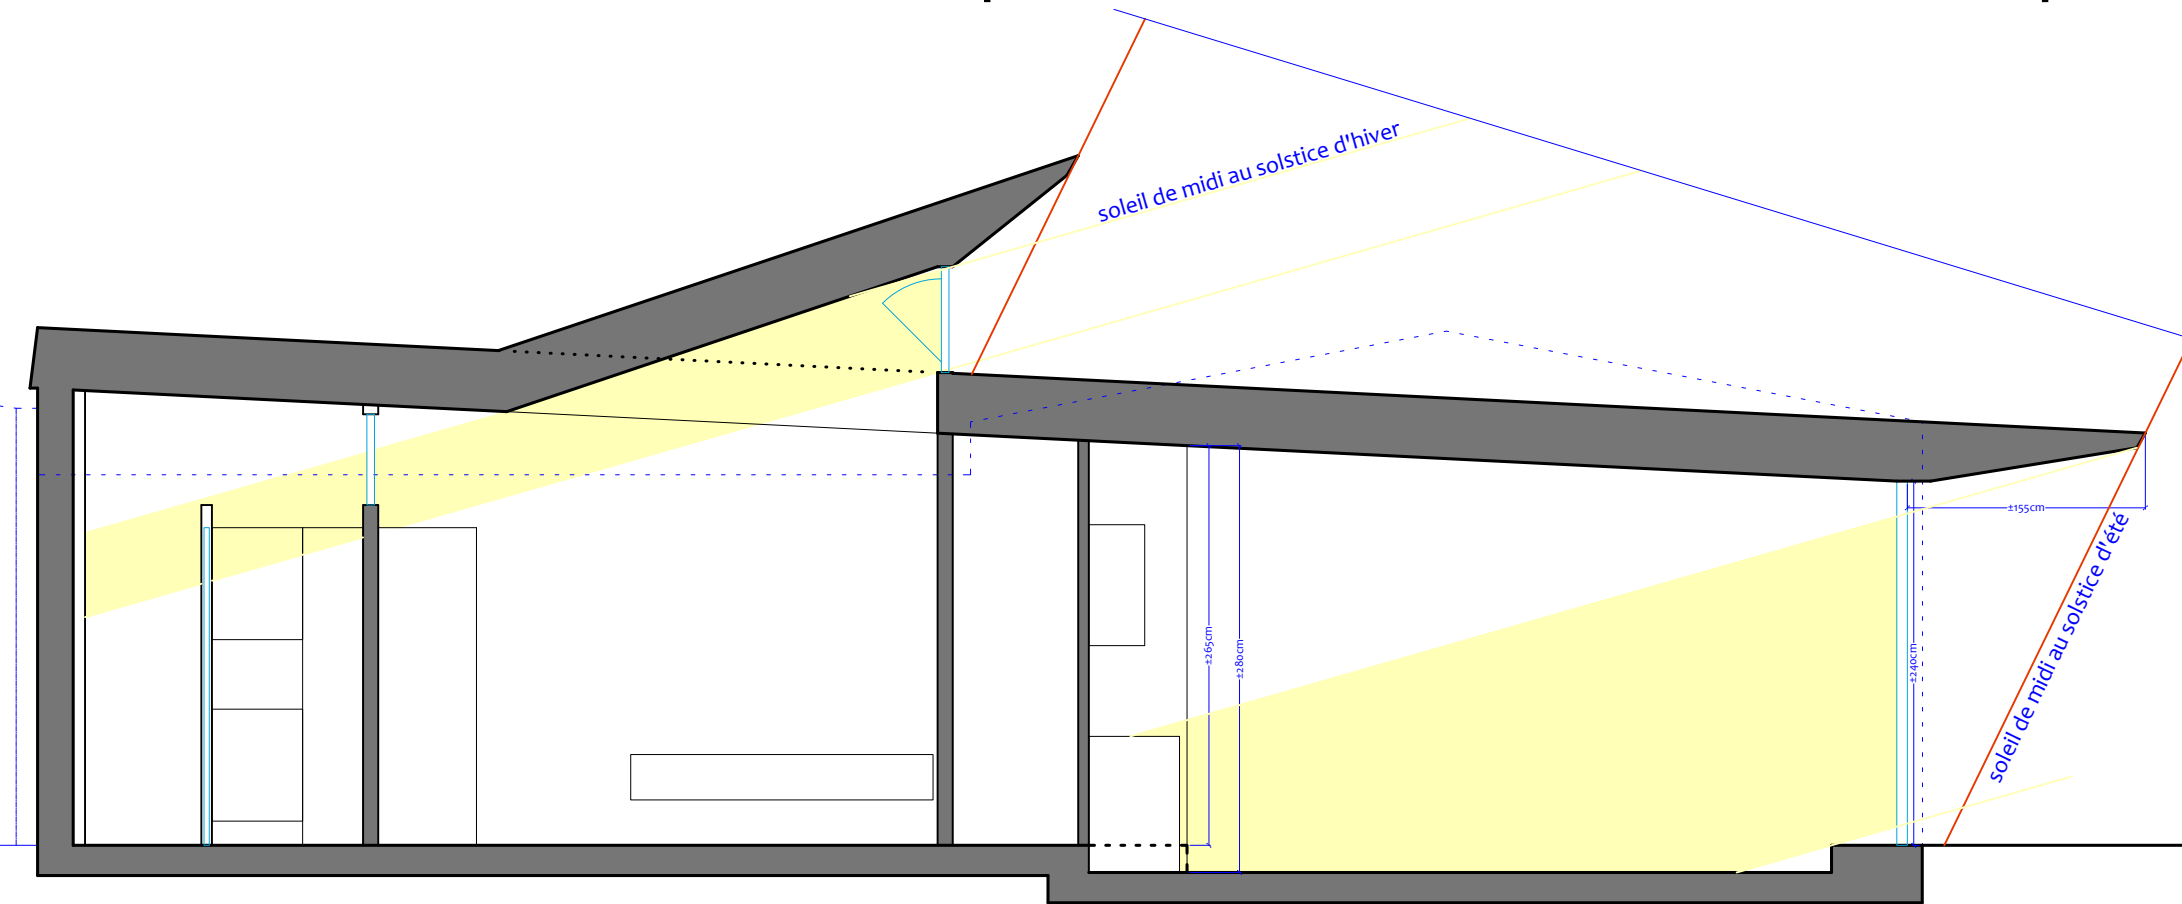 soleil de midi au solstice d'hiver
±155cm
soleil de midi au solstice d'été
±265cm
±280cm
±240cm